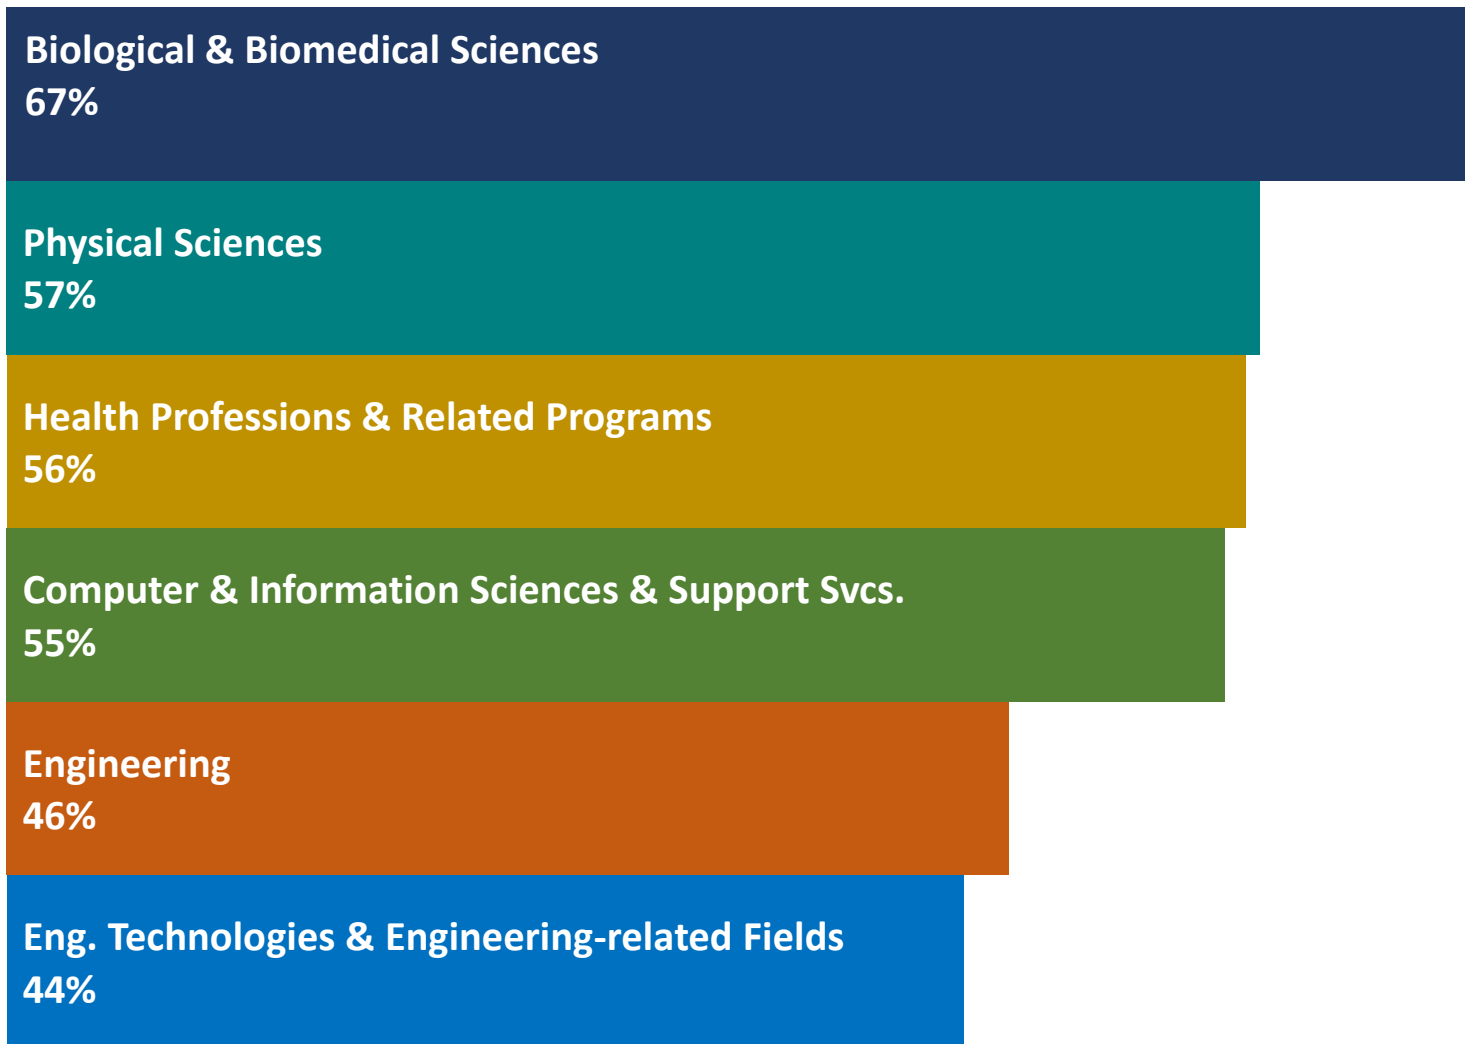 Biological & Biomedical Sciences
67%
Physical Sciences
57%
Health Professions & Related Programs
56%
Computer & Information Sciences & Support Svcs.
55%
Engineering
46%
Eng. Technologies & Engineering-related Fields
44%